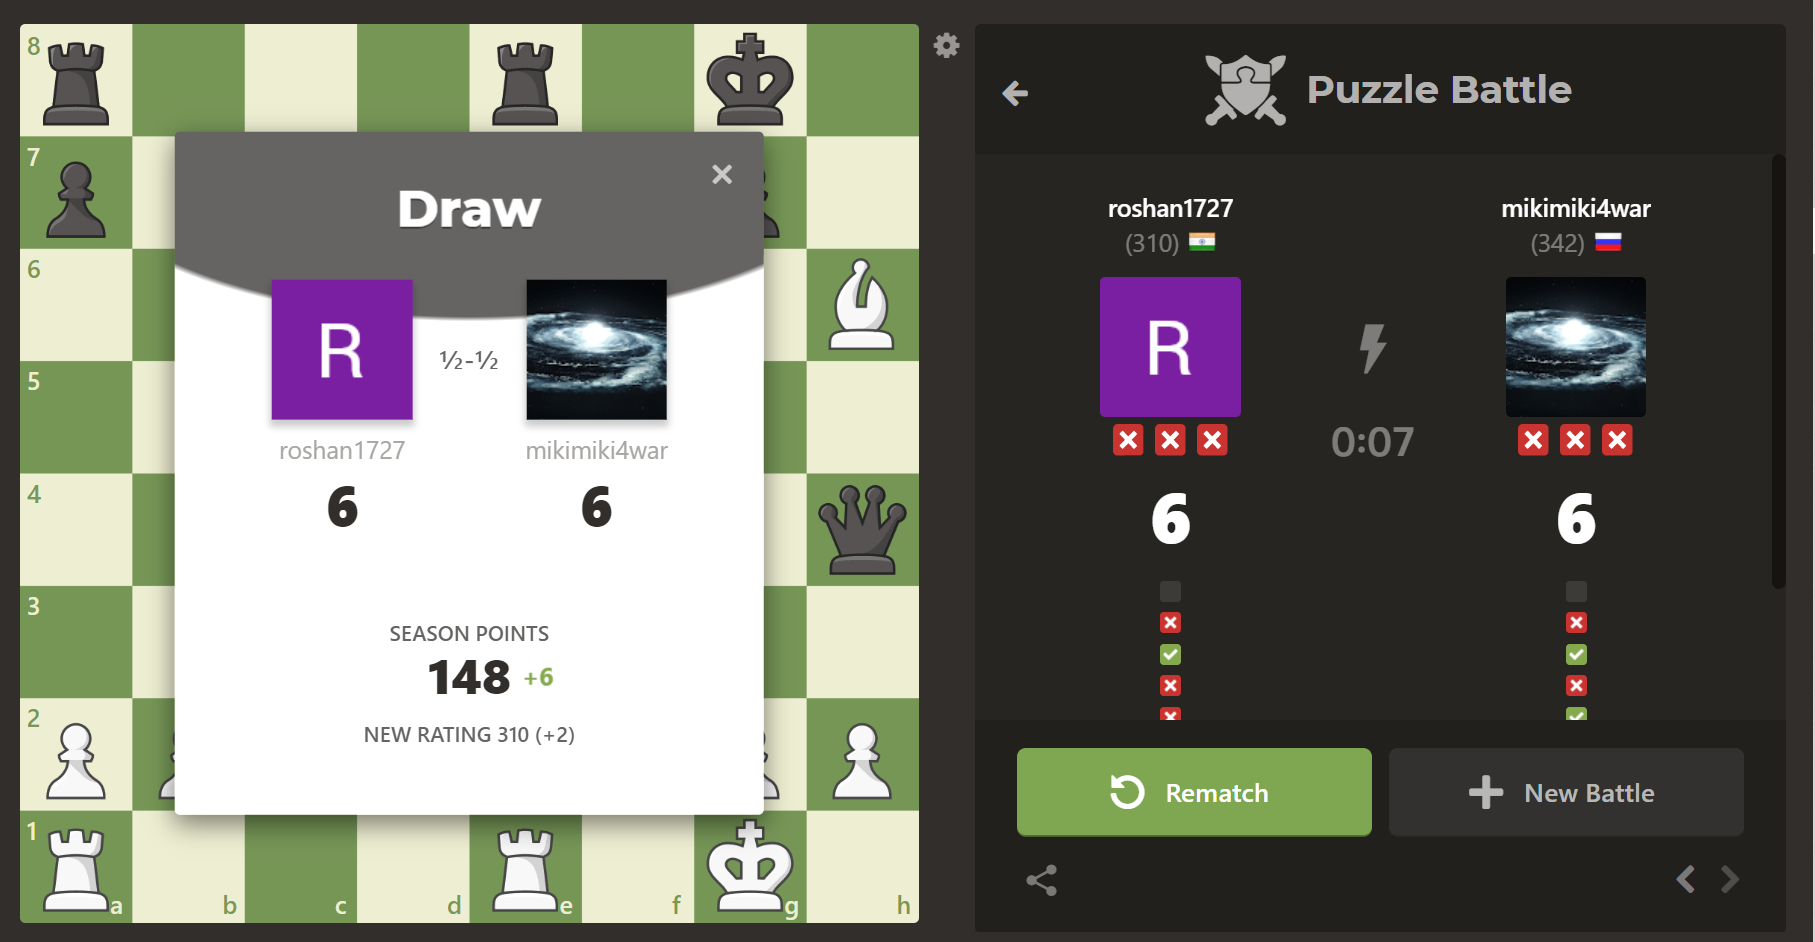 8
7
6
5
4
3
2
1
a b c d e f g h
Draw
R
½-½
roshan1727 mikimiki4war
6 6
SEASON POINTS
148 +6
NEW RATING 310 (+2)
Puzzle Battle
roshan1727 mikimiki4war
(310) (342)
R
0:07
6 6
Rematch New Battle